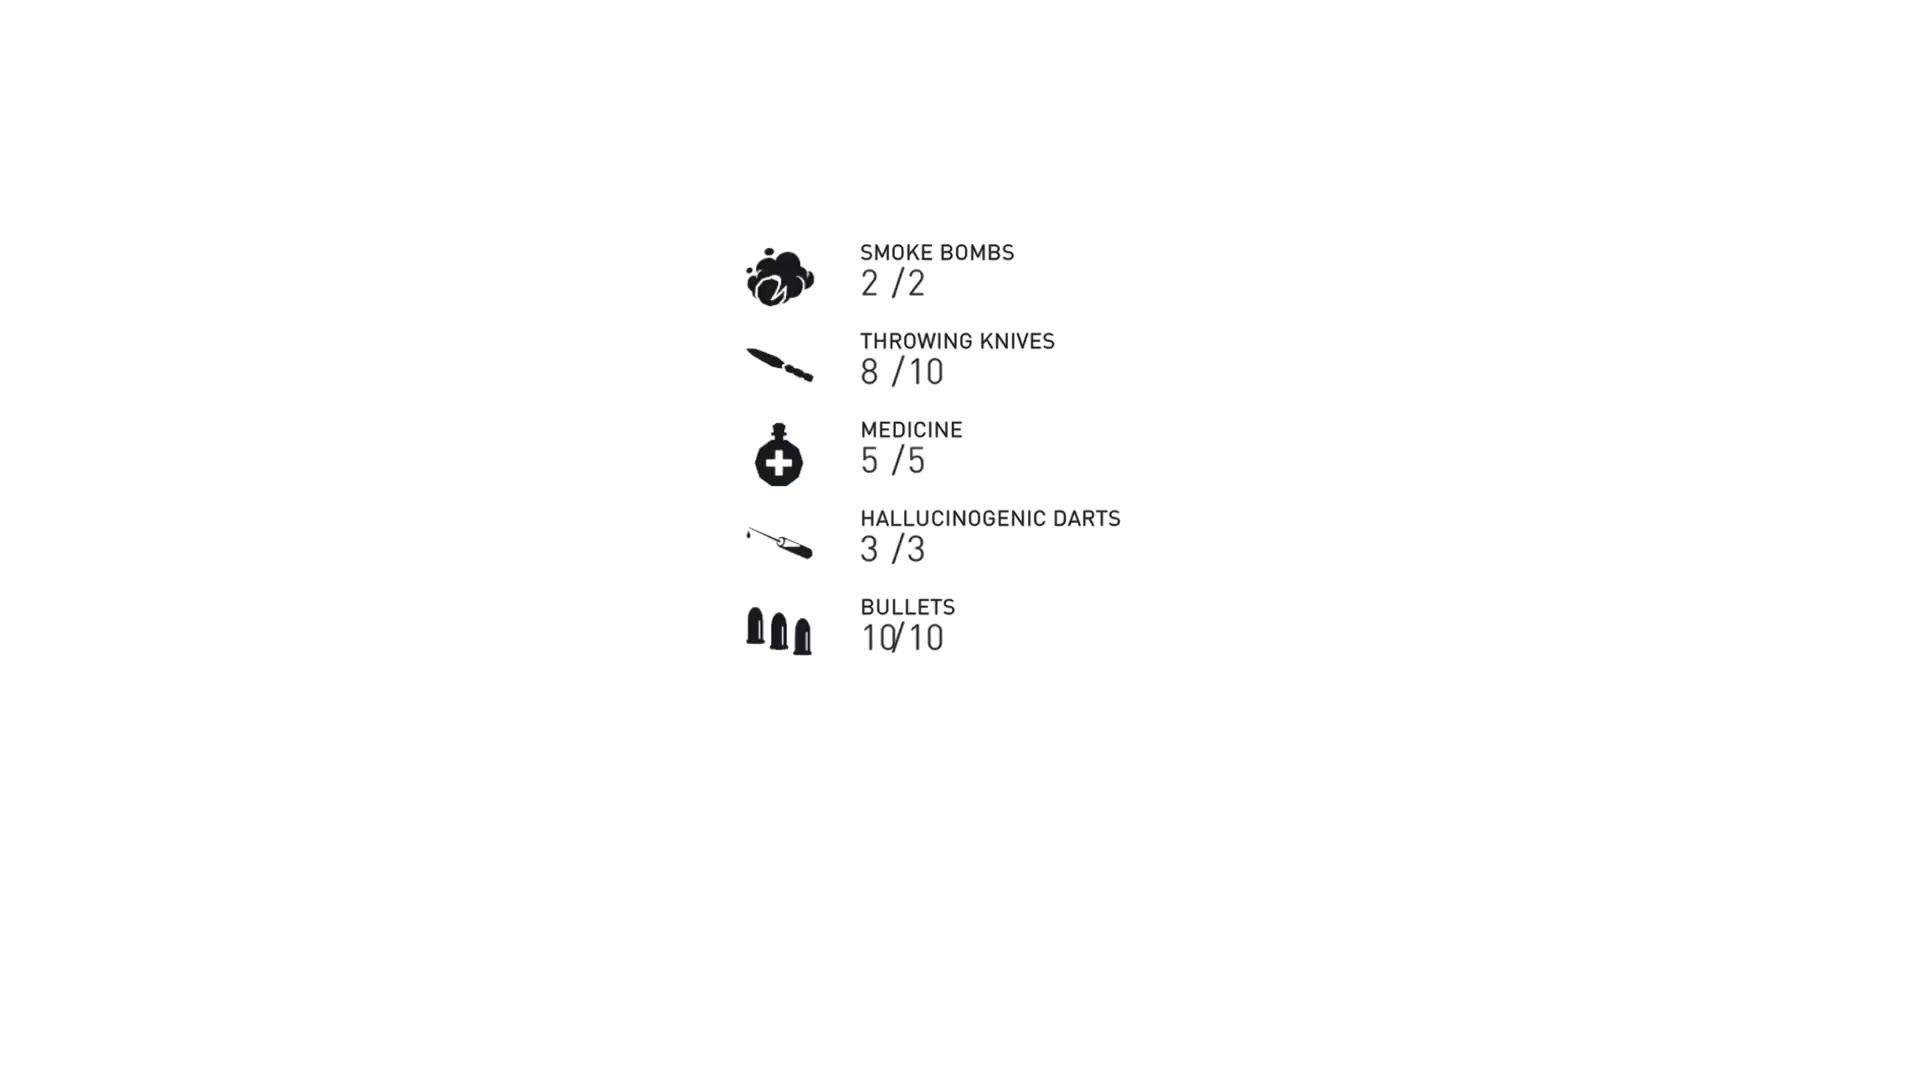 SMOKE BOMBS
2 /2
THROWING KNIVES
8 /10
MEDICINE
5 /5
HALLUCINOGENIC DARTS
3 /3
BULLETS
10/10